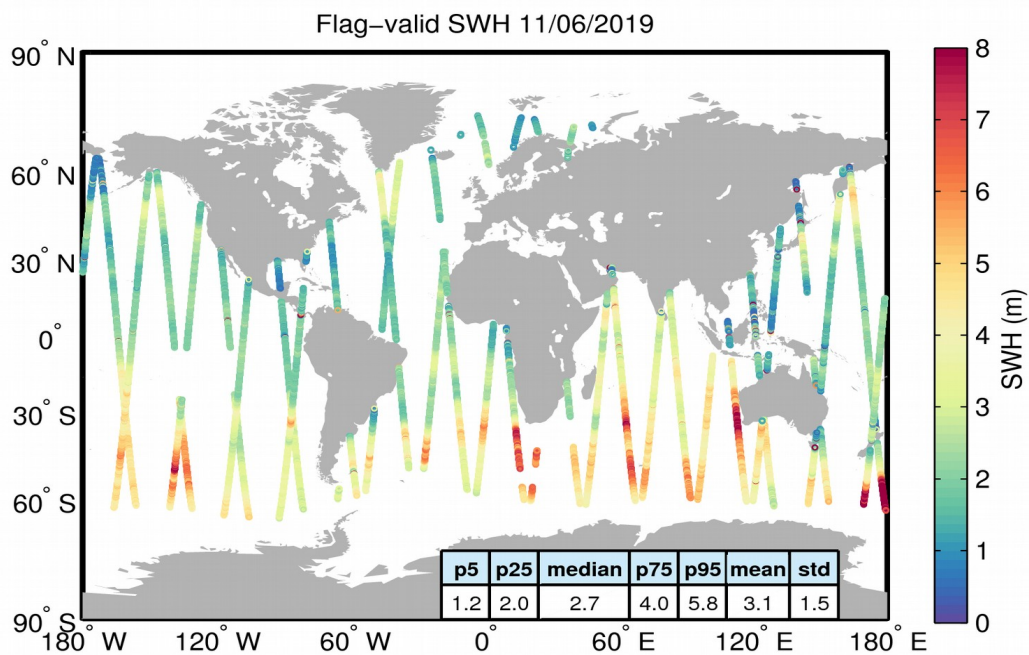 Flag−valid SWH 11/06/2019
90° N
60° N
30° N
0°
30° S
60° S
90° S
180° W
120° W
60° W
0°
60° E
120° E
180° E
8
7
6
5
4
3
2
1
0
SWH (m)
p5 p25 median p75 p95 mean std
1.2 2.0 2.7 4.0 5.8 3.1 1.5